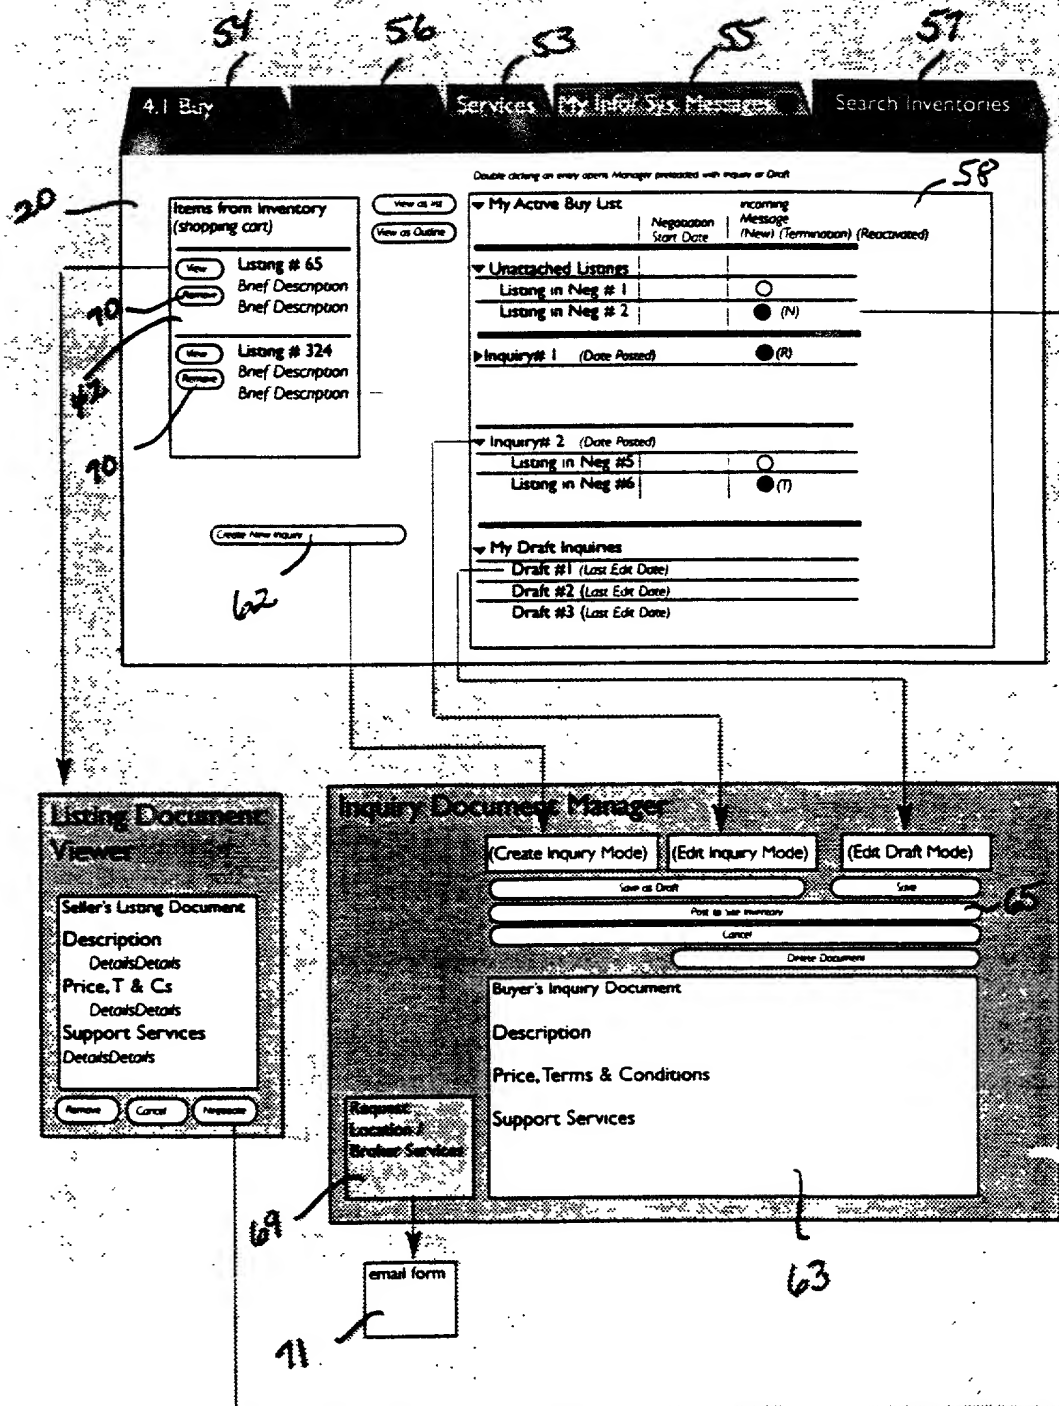 54 56 53 55 57
4.1 Buy
Services
My Info/ Sys. Messages
Search Inventories
Double clicking an entry opens Manager preloaded with Inquiry or Draft
58
20
Items from Inventory
(shopping cart)
View as list
View as Outline
My Active Buy List
Negotiation
Start Date
Incoming
Message
(New) (Termination) (Reactivated)
View
Listing # 65
Remove
Brief Description
Brief Description
70
View
Listing # 324
Remove
Brief Description
Brief Description
42
70
Unattached Listings
Listing in Neg # 1
Listing in Neg # 2
(N)
Inquiry# 1 (Date Posted)
(R)
Inquiry# 2 (Date Posted)
Listing in Neg #5
Listing in Neg #6
(T)
Create New Inquiry
62
My Draft Inquiries
Draft #1 (Last Edit Date)
Draft #2 (Last Edit Date)
Draft #3 (Last Edit Date)
Listing Document
Viewer
Seller's Listing Document
Description
DetailsDetails
Price, T & Cs
DetailsDetails
Support Services
DetailsDetails
Remove
Cancel
Negotiate
Inquiry Document Manager
(Create Inquiry Mode)
(Edit Inquiry Mode)
(Edit Draft Mode)
Save as Draft
Save
65
Post to Site Inventory
Cancel
Delete Document
Buyer's Inquiry Document
Description
Price, Terms & Conditions
Support Services
Request
Location /
Broker Services
69
63
email form
71